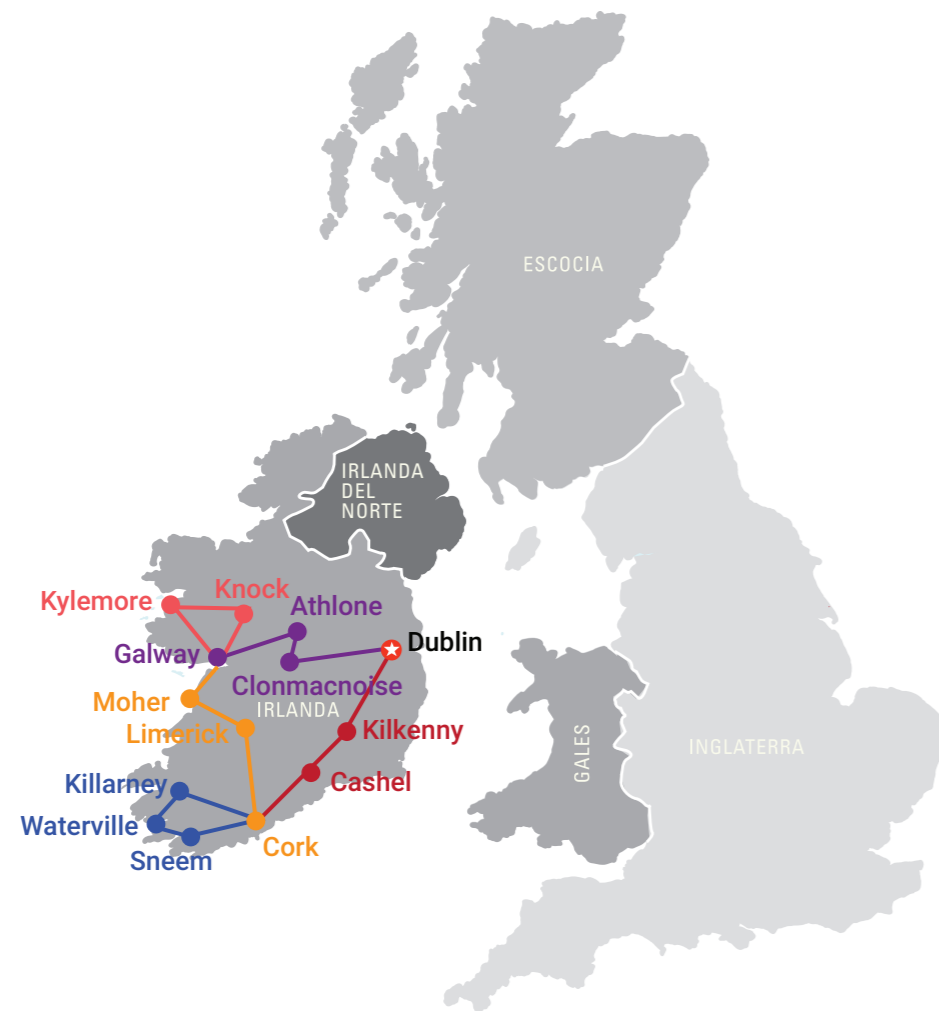 ESCOCIA
IRLANDA
DEL
NORTE
Knock
Kylemore
Athlone
Dublin
Galway
Clonmacnoise
Moher
IRLANDA
Limerick
Kilkenny
GALES
INGLATERRA
Cashel
Killarney
Waterville
Cork
Sneem